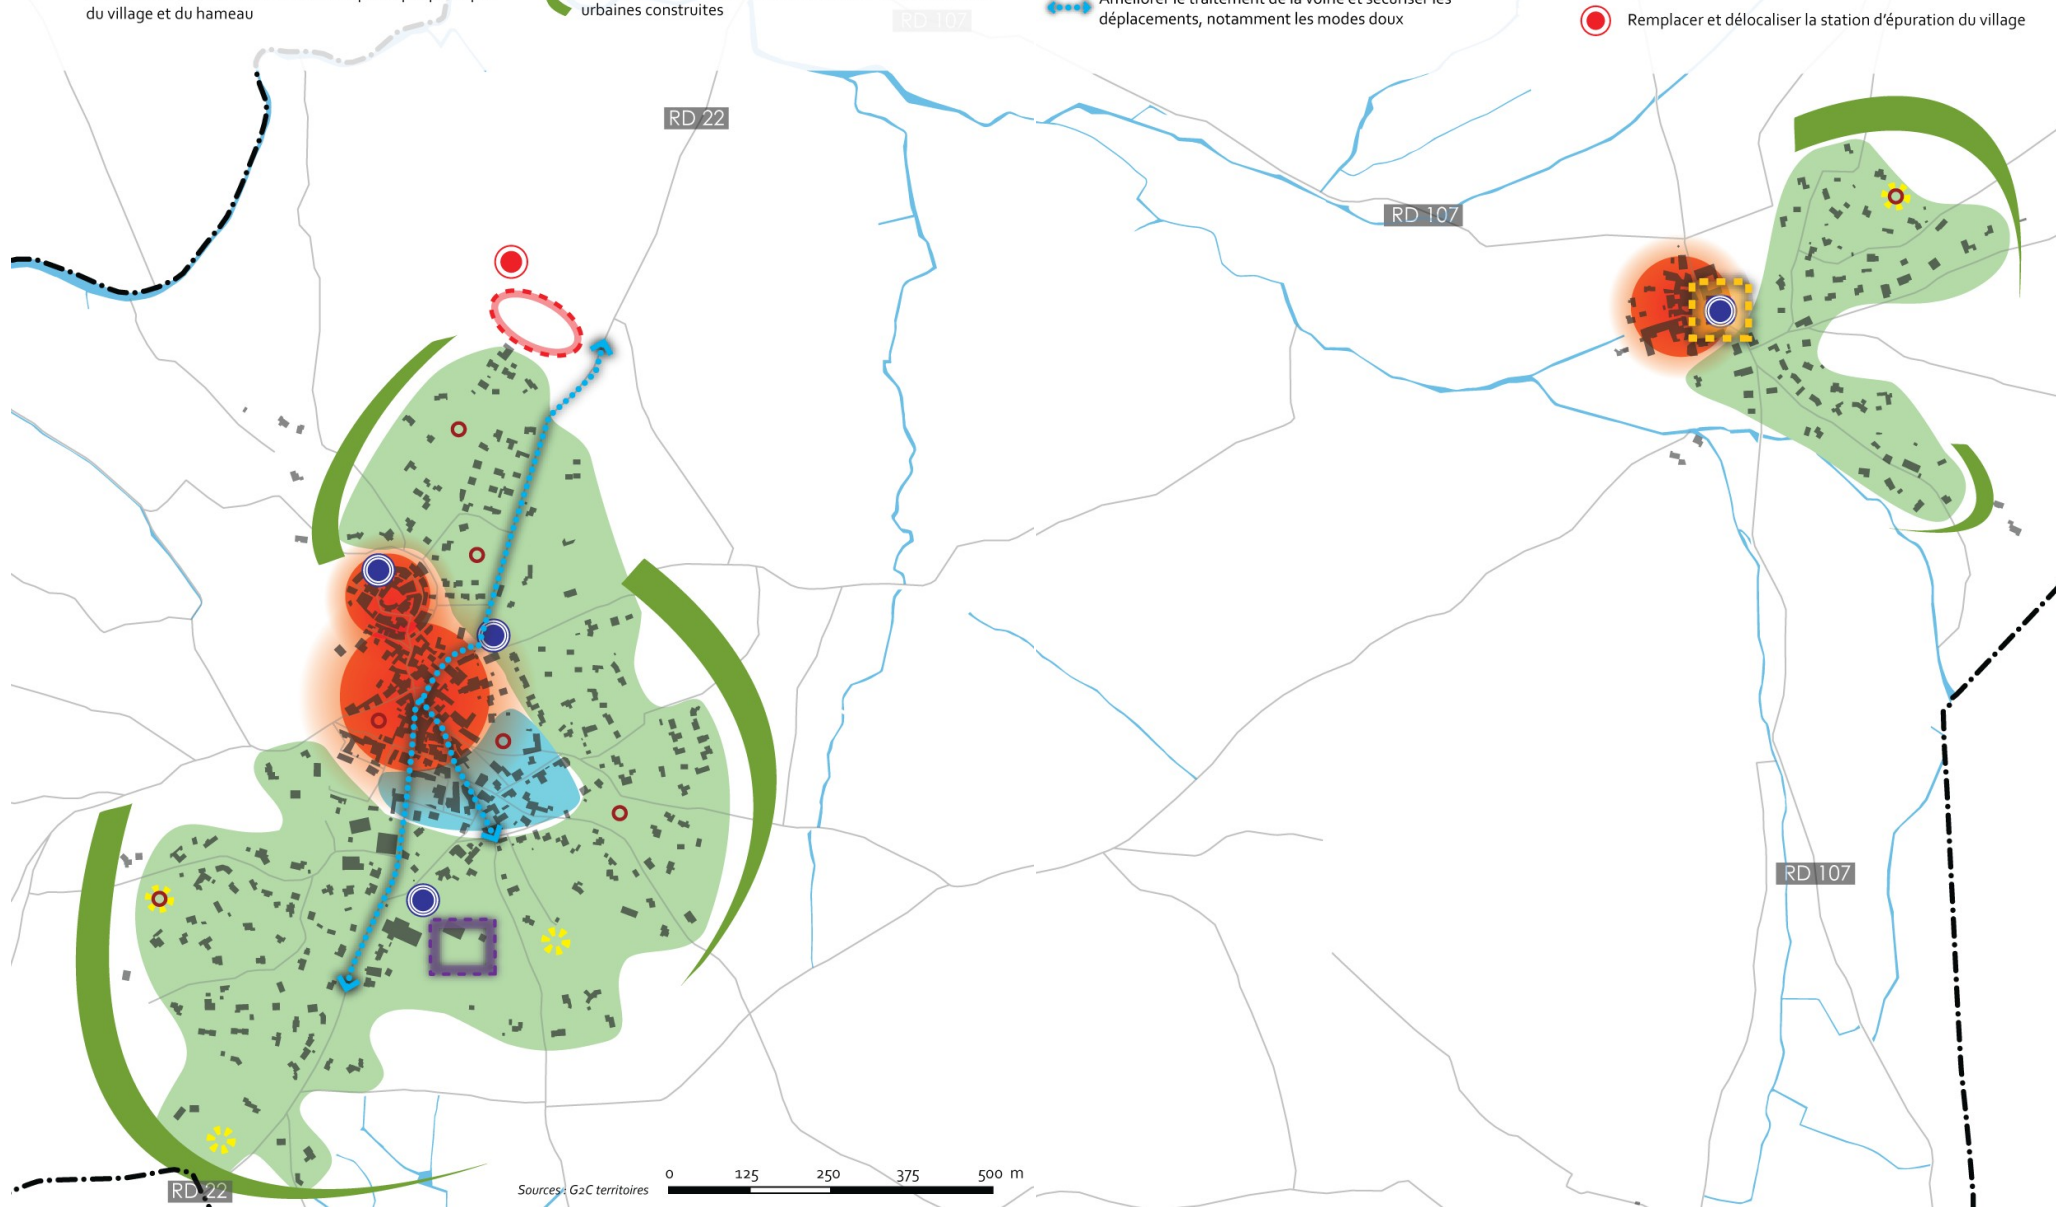 urbaines construites
du village et du hameau
déplacements, notamment les modes doux
Remplacer et délocaliser la station d'épuration du village
RD 107
RD 22
RD 107
RD 107
RD 22
0 125 250 375 500 m
Sources : G2C territoires